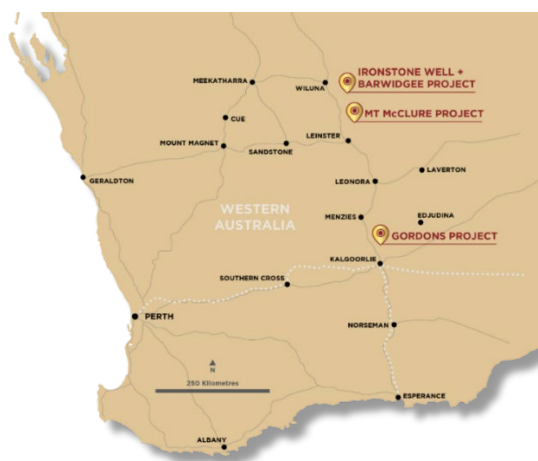 IRONSTONE WELL +
BARWIDGEE PROJECT
MEEKATHARRA
WILUNA
MT McCLURE PROJECT
CUE
LEINSTER
MOUNT MAGNET
SANDSTONE
LAVERTON
GERALDTON
LEONORA
WESTERN
AUSTRALIA
MENZIES
EDJUDINA
GORDONS PROJECT
KALGOORLIE
SOUTHERN CROSS
PERTH
NORSEMAN
N
250 Kilometres
ESPERANCE
ALBANY